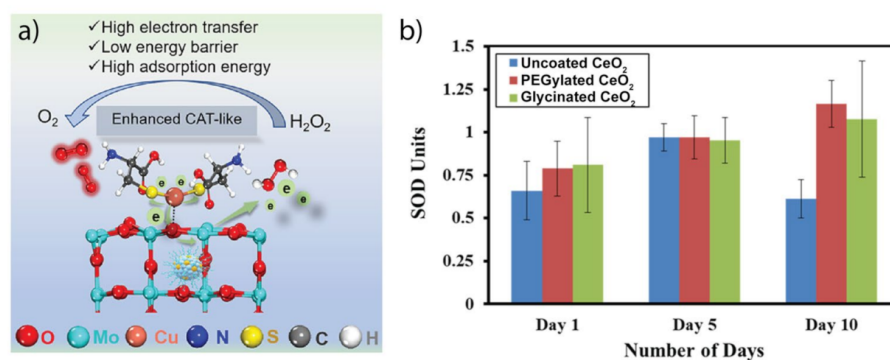 a)
✓High electron transfer
✓Low energy barrier
✓High adsorption energy
O₂
Enhanced CAT-like
H₂O₂
e
e
e
e
e
e
O Mo Cu N S C H
b)
1.5
1.25
1
0.75
0.5
0.25
0
SOD Units
Uncoated CeO₂
PEGylated CeO₂
Glycinated CeO₂
Day 1
Day 5
Day 10
Number of Days